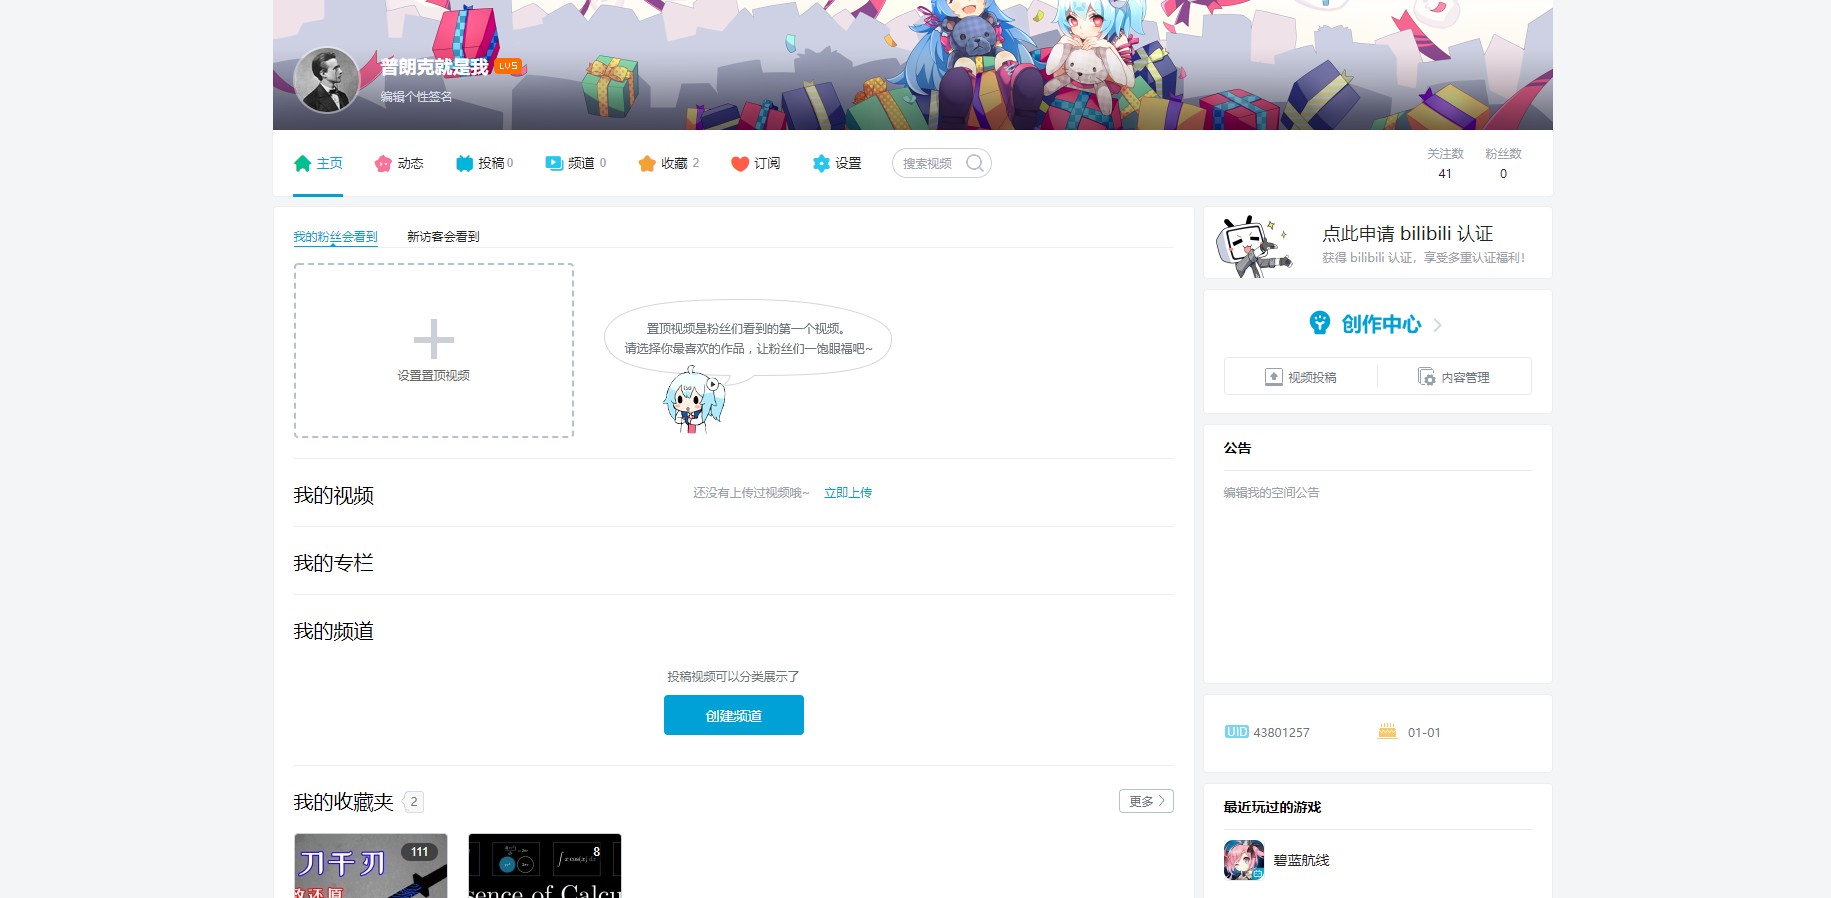 普朗克就是我 LV5
编辑个性签名
主页 动态 投稿 0 频道 0 收藏 2 订阅 设置 搜索视频
关注数 粉丝数
41 0
我的粉丝会看到 新访客会看到
设置置顶视频
置顶视频是粉丝们看到的第一个视频。
请选择你最喜欢的作品，让粉丝们一饱眼福吧~
我的视频 还没有上传过视频哦~ 立即上传
我的专栏
我的频道
投稿视频可以分类展示了
创建频道
我的收藏夹 2 更多
111
刀千刃
8
∫x cos(x) dx
sence of Calcu
点此申请 bilibili 认证
获得 bilibili 认证，享受多重认证福利！
创作中心
视频投稿 内容管理
公告
编辑我的空间公告
UID 43801257 01-01
最近玩过的游戏
碧蓝航线